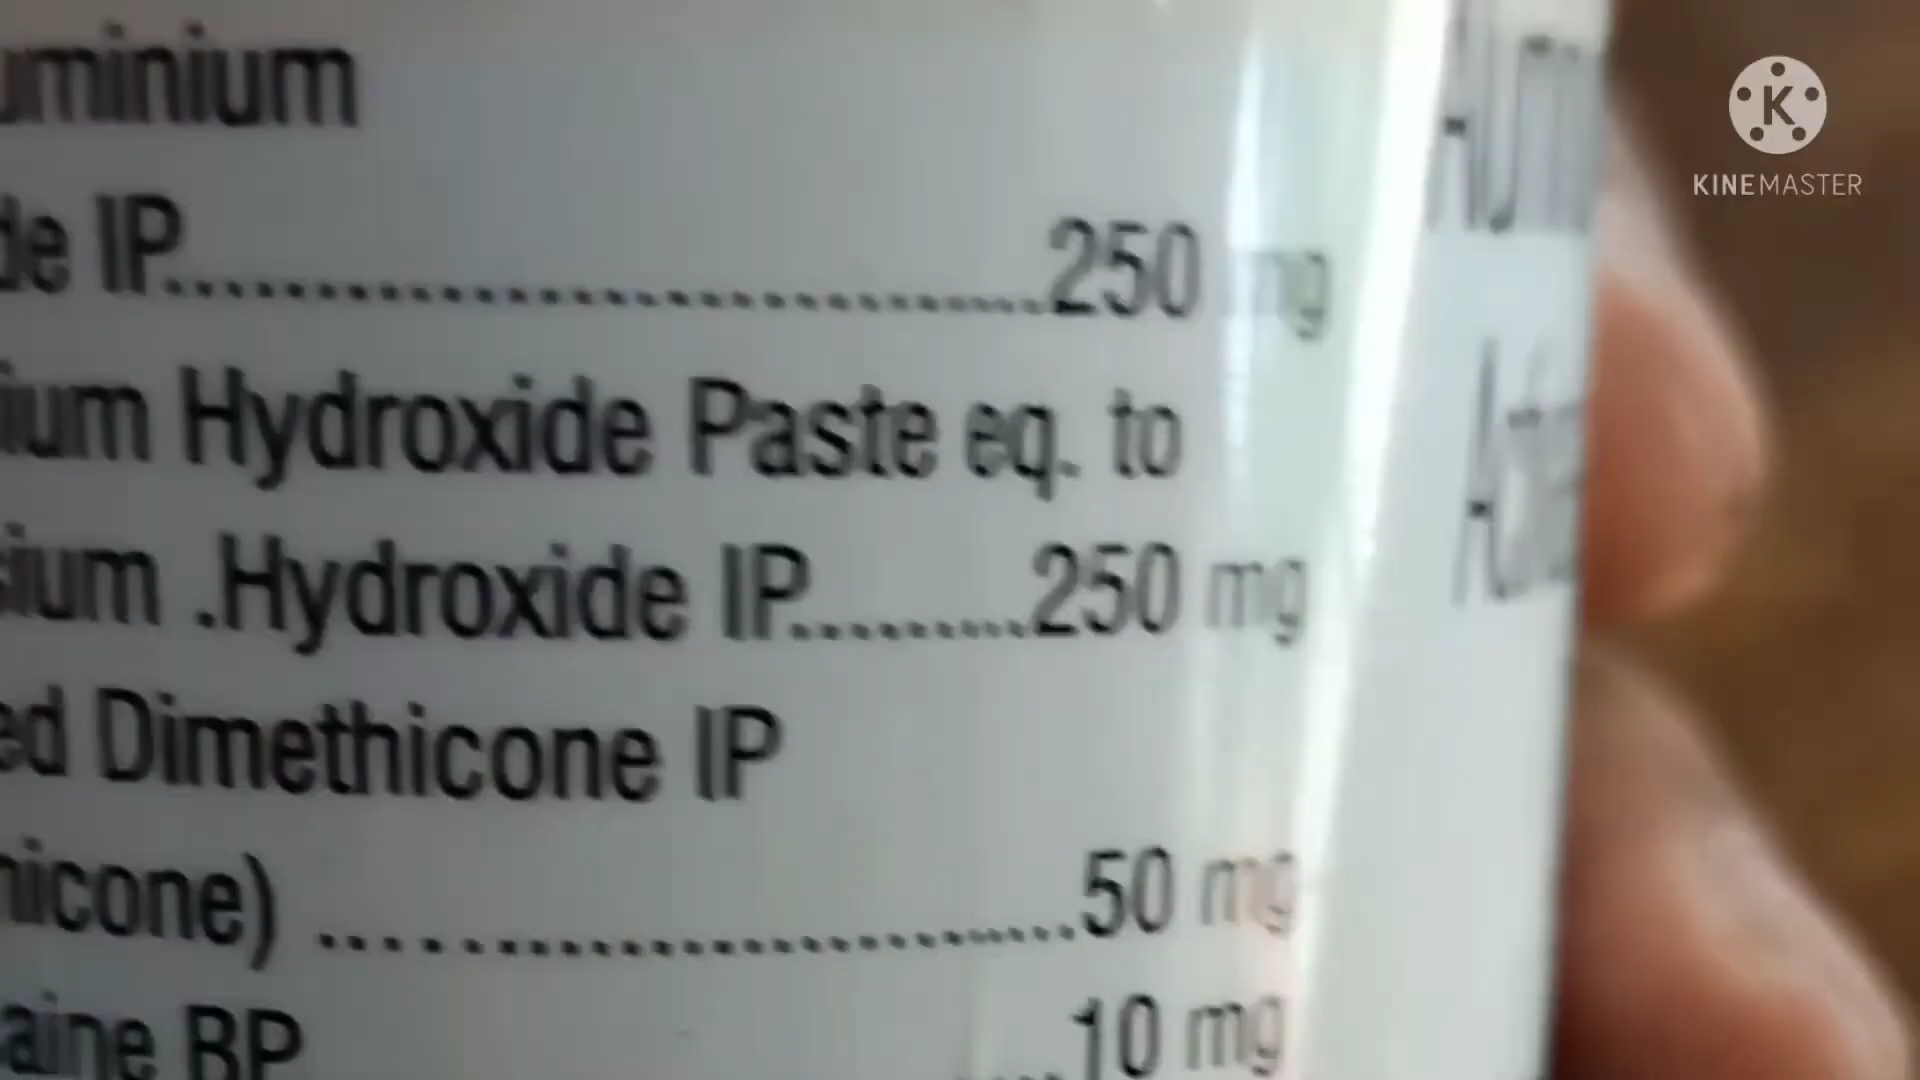 uminium
de IP..............................250 mg
ium Hydroxide Paste eq. to
sium .Hydroxide IP..........250 mg
ed Dimethicone IP
hicone) ..............................50 mg
aine BP ....10 mg
KINEMASTER